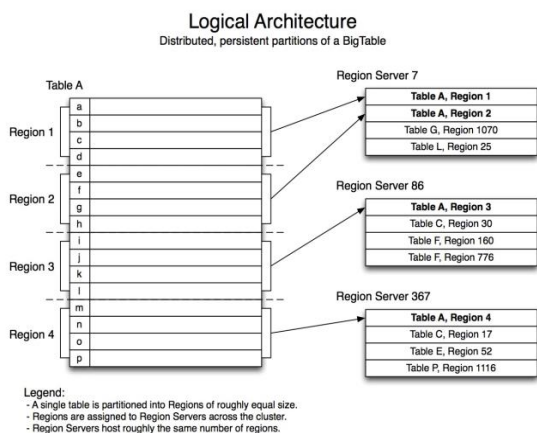 Logical Architecture
Distributed, persistent partitions of a BigTable
Table A
a
b
c
d
e
f
g
h
i
j
k
l
m
n
o
p
Region 1
Region 2
Region 3
Region 4
Region Server 7
Table A, Region 1
Table A, Region 2
Table G, Region 1070
Table L, Region 25
Region Server 86
Table A, Region 3
Table C, Region 30
Table F, Region 160
Table F, Region 776
Region Server 367
Table A, Region 4
Table C, Region 17
Table E, Region 52
Table P, Region 1116
Legend:
- A single table is partitioned into Regions of roughly equal size.
- Regions are assigned to Region Servers across the cluster.
- Region Servers host roughly the same number of regions.